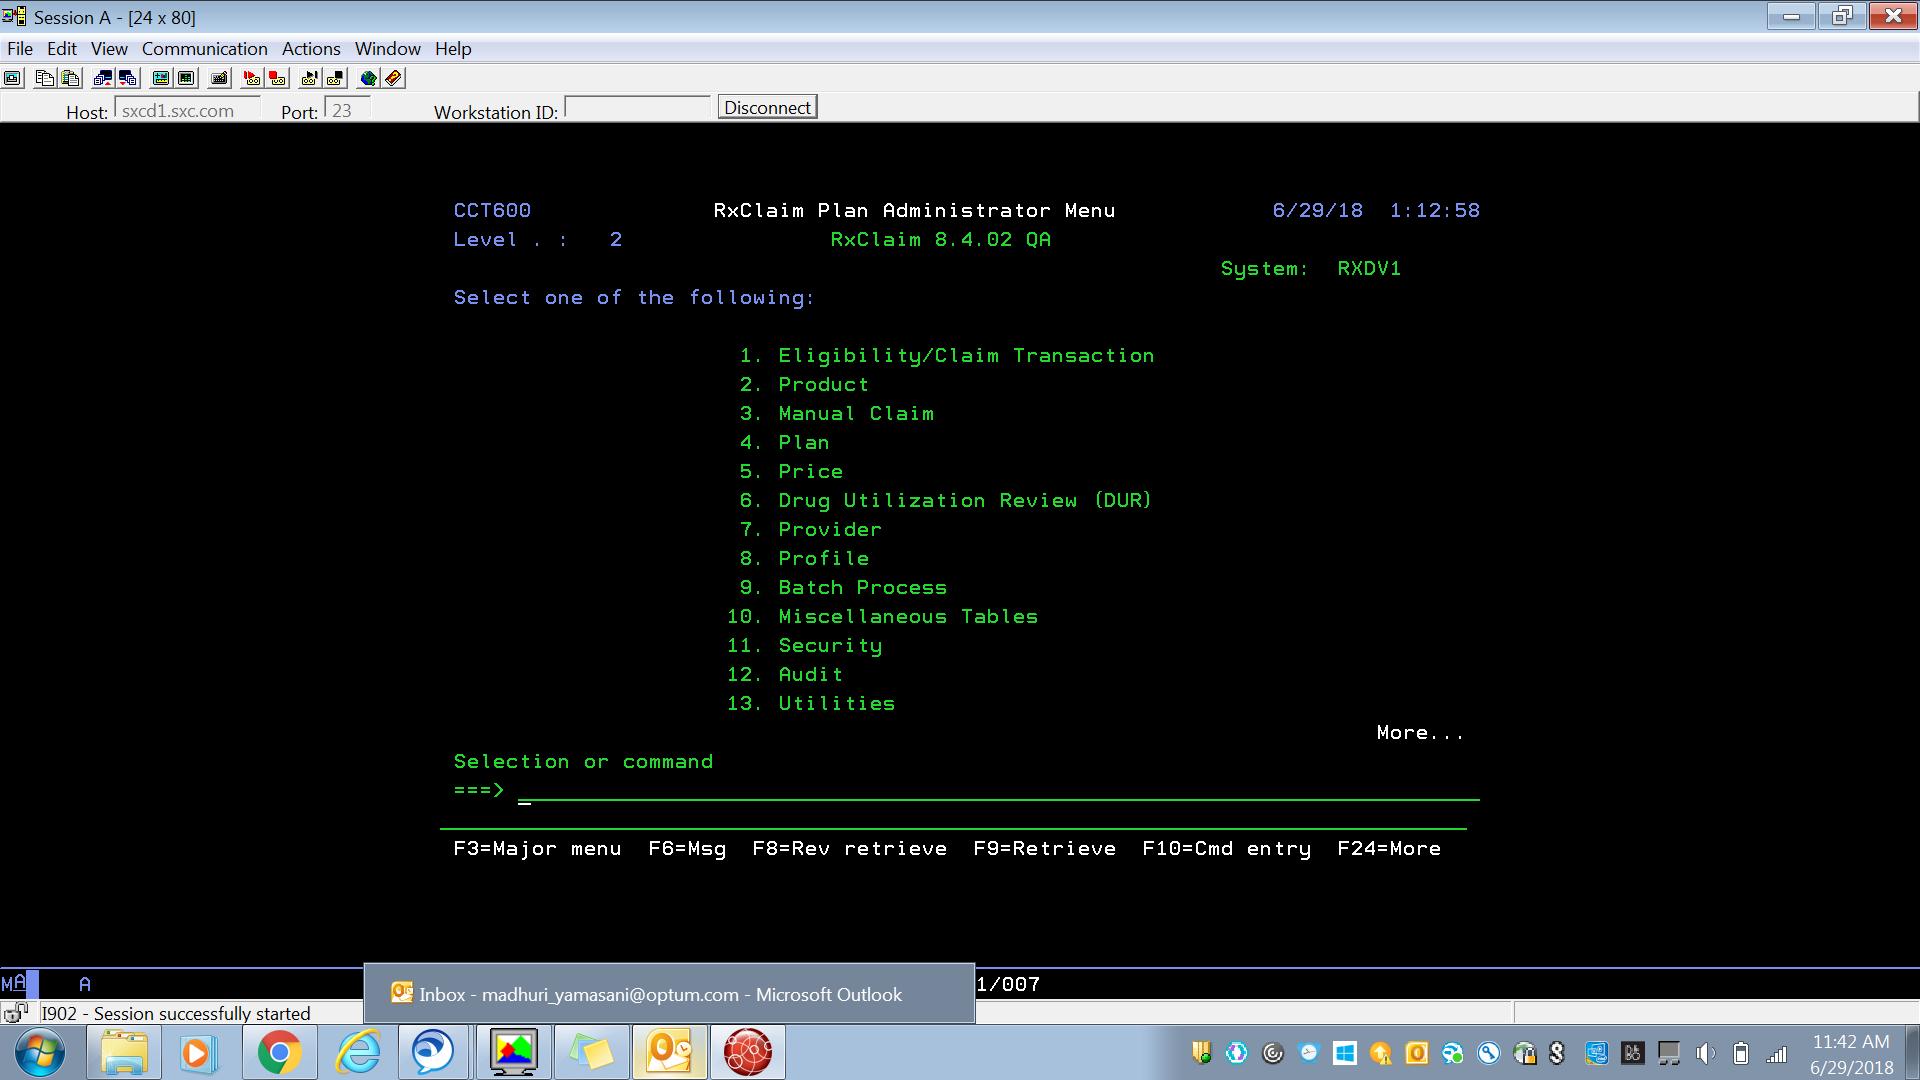 Session A - [24 x 80]
File Edit View Communication Actions Window Help
Host: sxcd1.sxc.com Port: 23 Workstation ID: Disconnect
CCT600 RxClaim Plan Administrator Menu 6/29/18 1:12:58
Level . : 2 RxClaim 8.4.02 QA
System: RXDV1
Select one of the following:
1. Eligibility/Claim Transaction
2. Product
3. Manual Claim
4. Plan
5. Price
6. Drug Utilization Review (DUR)
7. Provider
8. Profile
9. Batch Process
10. Miscellaneous Tables
11. Security
12. Audit
13. Utilities
More...
Selection or command
===>
F3=Major menu F6=Msg F8=Rev retrieve F9=Retrieve F10=Cmd entry F24=More
MA A 1/007
Inbox - madhuri_yamasani@optum.com - Microsoft Outlook
I902 - Session successfully started
11:42 AM
6/29/2018